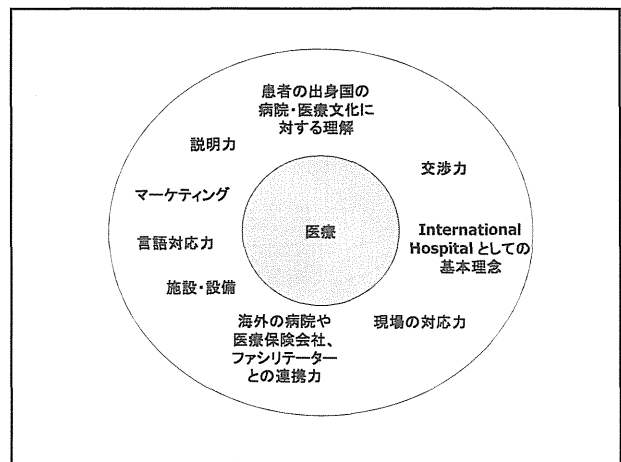 患者の出身国の
病院・医療文化に
対する理解
説明力
交渉力
マーケティング
医療
International
Hospital としての
基本理念
言語対応力
施設・設備
海外の病院や
医療保険会社、
ファシリテーター
との連携力
現場の対応力